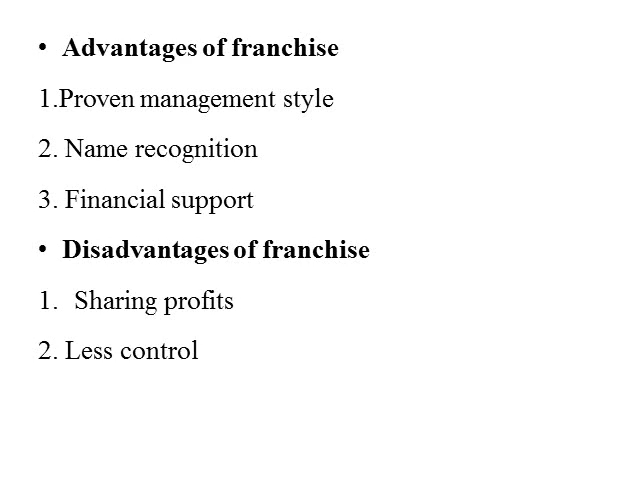 • Advantages of franchise
1.Proven management style
2. Name recognition
3. Financial support
• Disadvantages of franchise
1. Sharing profits
2. Less control